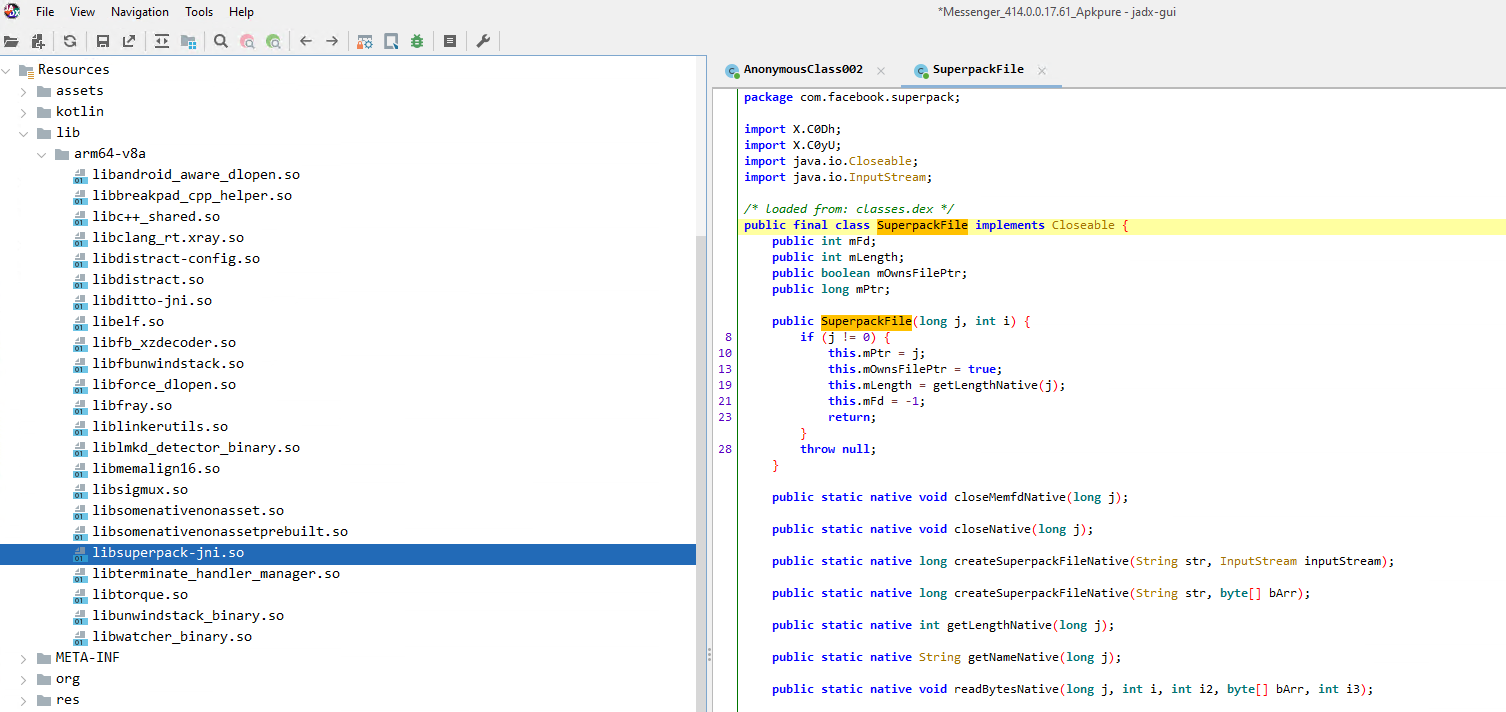 File View Navigation Tools Help
*Messenger_414.0.0.17.61_Apkpure - jadx-gui
Resources
assets
kotlin
lib
arm64-v8a
libandroid_aware_dlopen.so
libbreakpad_cpp_helper.so
libc++_shared.so
libclang_rt.xray.so
libdistract-config.so
libdistract.so
libditto-jni.so
libelf.so
libfb_xzdecoder.so
libfbunwindstack.so
libforce_dlopen.so
libfray.so
liblinkerutils.so
liblmkd_detector_binary.so
libmemalign16.so
libsigmux.so
libsomenativenonasset.so
libsomenativenonassetprebuilt.so
libsuperpack-jni.so
libterminate_handler_manager.so
libtorque.so
libunwindstack_binary.so
libwatcher_binary.so
META-INF
org
res
AnonymousClass002
SuperpackFile
package com.facebook.superpack;
import X.C0Dh;
import X.C0yU;
import java.io.Closeable;
import java.io.InputStream;
/* loaded from: classes.dex */
public final class SuperpackFile implements Closeable {
public int mFd;
public int mLength;
public boolean mOwnsFilePtr;
public long mPtr;
public SuperpackFile(long j, int i) {
8 if (j != 0) {
10 this.mPtr = j;
13 this.mOwnsFilePtr = true;
19 this.mLength = getLengthNative(j);
21 this.mFd = -1;
23 return;
}
28 throw null;
}
public static native void closeMemfdNative(long j);
public static native void closeNative(long j);
public static native long createSuperpackFileNative(String str, InputStream inputStream);
public static native long createSuperpackFileNative(String str, byte[] bArr);
public static native int getLengthNative(long j);
public static native String getNameNative(long j);
public static native void readBytesNative(long j, int i, int i2, byte[] bArr, int i3);